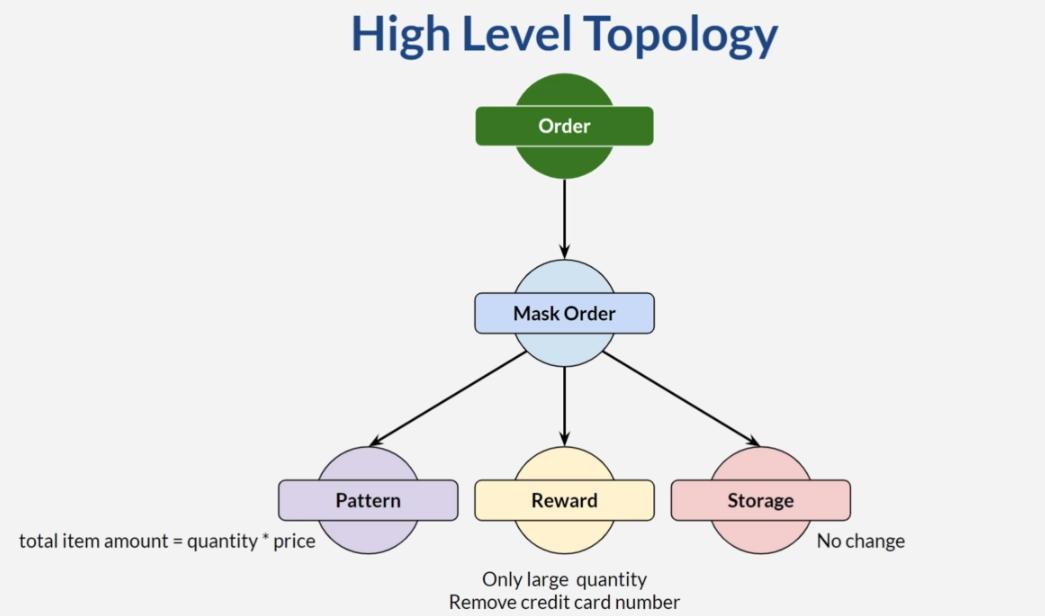 High Level Topology
Order
Mask Order
Pattern
Reward
Storage
total item amount = quantity * price
No change
Only large quantity
Remove credit card number